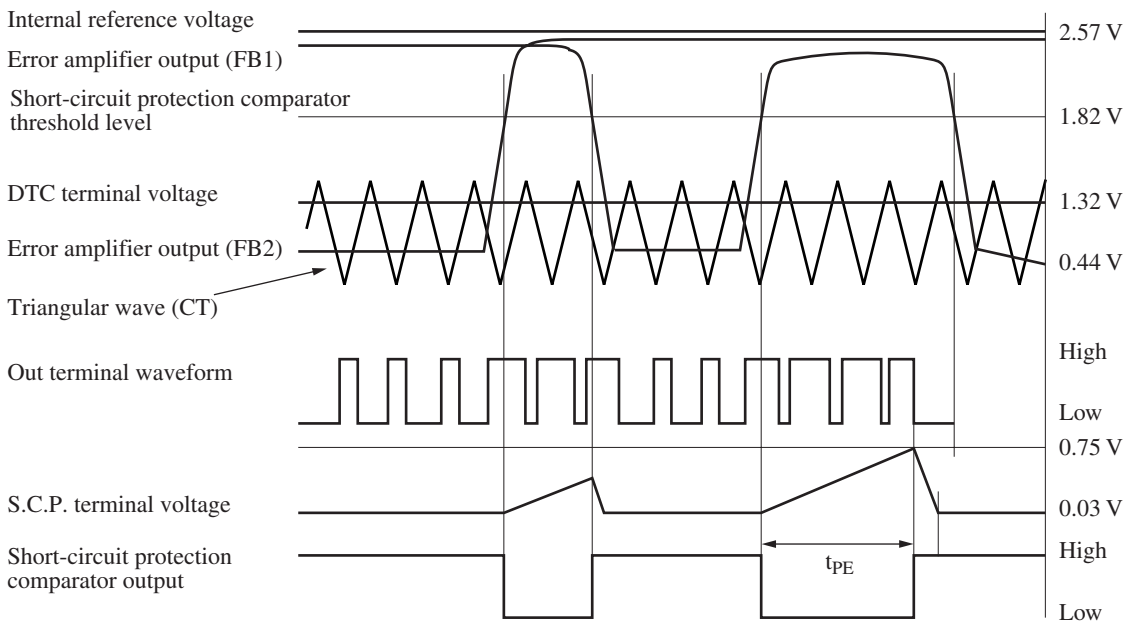 Internal reference voltage
2.57 V
Error amplifier output (FB1)
Short-circuit protection comparator
threshold level
1.82 V
DTC terminal voltage
1.32 V
Error amplifier output (FB2)
0.44 V
Triangular wave (CT)
High
Out terminal waveform
Low
0.75 V
S.C.P. terminal voltage
0.03 V
Short-circuit protection
comparator output
High
tPE
Low